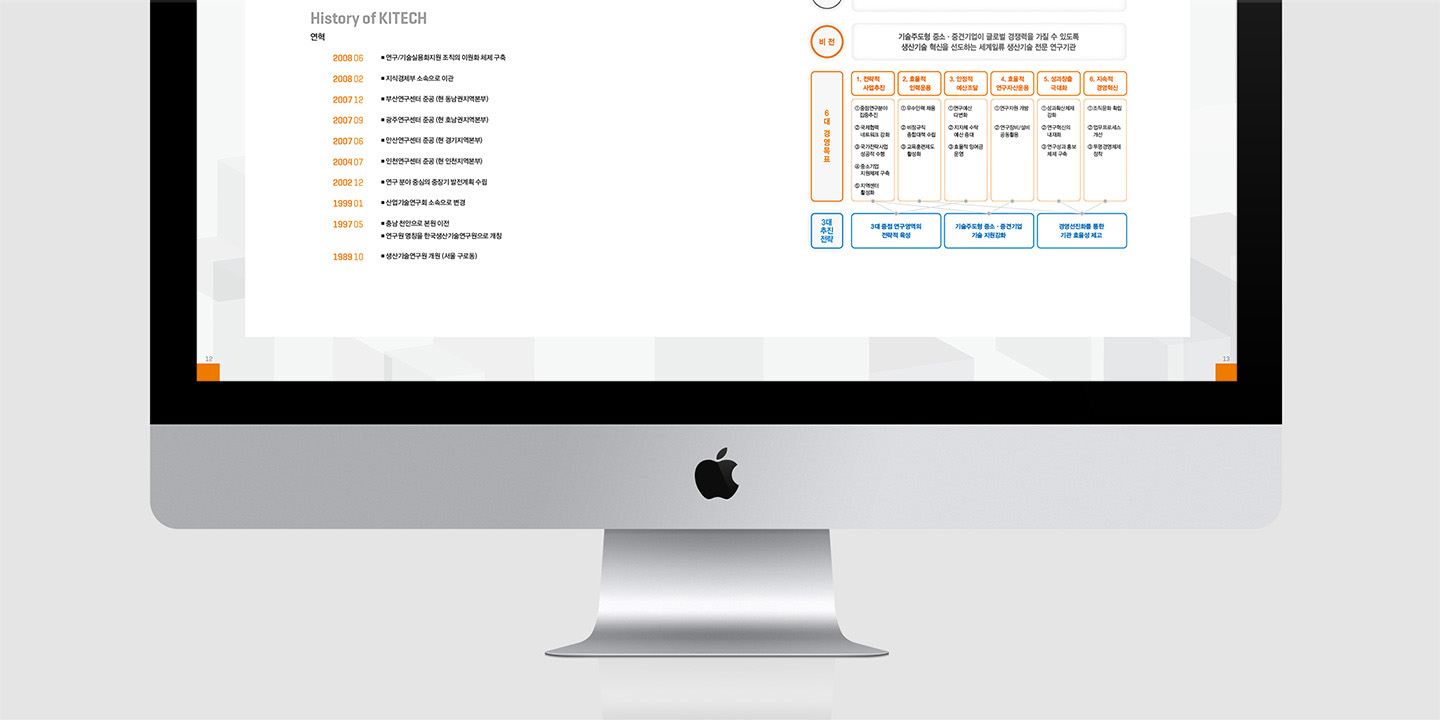 History of KITECH
연혁
2008 06 ■ 연구/기술실용화지원 조직의 이원화 체제 구축
2008 02 ■ 지식경제부 소속으로 이관
2007 12 ■ 부산연구센터 준공 (현 동남권지역본부)
2007 09 ■ 광주연구센터 준공 (현 호남권지역본부)
2007 06 ■ 안산연구센터 준공 (현 경기지역본부)
2004 07 ■ 인천연구센터 준공 (현 인천지역본부)
2002 12 ■ 연구 분야 중심의 중장기 발전계획 수립
1999 01 ■ 산업기술연구회 소속으로 변경
1997 05 ■ 충남 천안으로 본원 이전
■ 연구원 명칭을 한국생산기술연구원으로 개칭
1989 10 ■ 생산기술연구원 개원 (서울 구로동)
12
비 전
기술주도형 중소 · 중견기업이 글로벌 경쟁력을 가질 수 있도록
생산기술 혁신을 선도하는 세계일류 생산기술 전문 연구기관
6대 경영목표
1. 전략적
사업추진
① 중점연구분야
집중추진
② 국제협력
네트워크 강화
③ 국가전략사업
성공적 수행
④ 중소기업
지원체제 구축
⑤ 지역센터
활성화
2. 효율적
인력운용
① 우수인력 채용
② 비정규직
종합대책 수립
③ 교육훈련제도
활성화
3. 안정적
예산조달
① 연구예산
다변화
② 지자체 수탁
예산 증대
③ 효율적 잉여금
운영
4. 효율적
연구자산운용
① 연구자원 개방
② 연구장비/설비
공동활용
5. 성과창출
극대화
① 성과확산체제
강화
② 연구혁신의
내재화
③ 연구성과 홍보
체제 구축
6. 지속적
경영혁신
① 조직문화 확립
② 업무프로세스
개선
③ 투명경영체제
정착
3대
추진
전략
3대 중점 연구영역의
전략적 육성
기술주도형 중소 · 중견기업
기술 지원강화
경영선진화를 통한
기관 효율성 제고
13